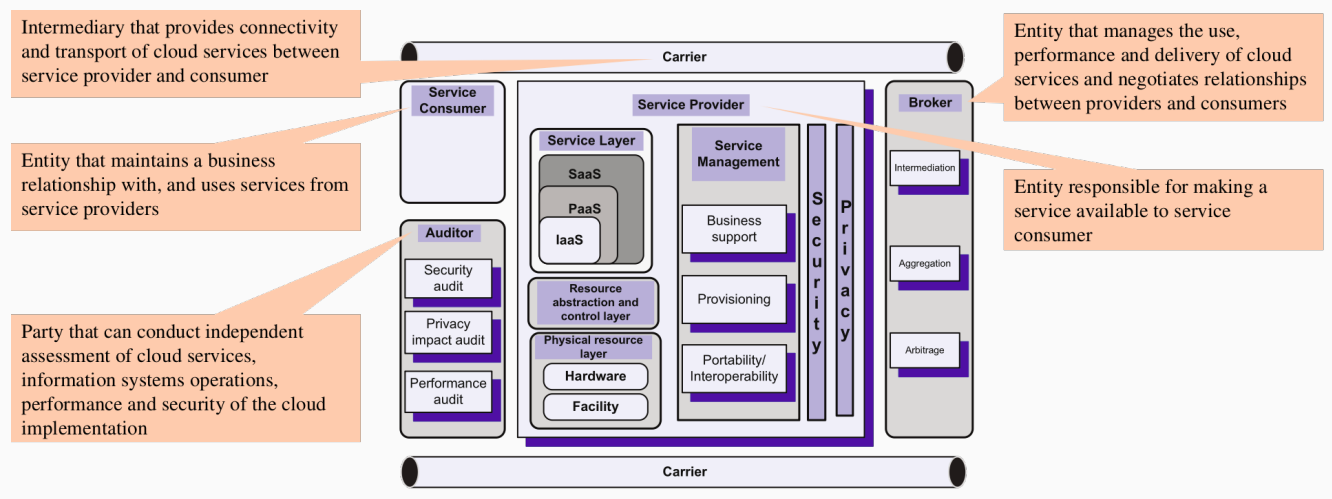 Intermediary that provides connectivity
and transport of cloud services between
service provider and consumer
Entity that maintains a business
relationship with, and uses services from
service providers
Party that can conduct independent
assessment of cloud services,
information systems operations,
performance and security of the cloud
implementation
Carrier
Service
Consumer
Auditor
Security
audit
Privacy
impact audit
Performance
audit
Service Provider
Service Layer
SaaS
PaaS
IaaS
Resource
abstraction and
control layer
Physical resource
layer
Hardware
Facility
Service
Management
Business
support
Provisioning
Portability/
Interoperability
Security
Privacy
Broker
Intermediation
Aggregation
Arbitrage
Carrier
Entity that manages the use,
performance and delivery of cloud
services and negotiates relationships
between providers and consumers
Entity responsible for making a
service available to service
consumer